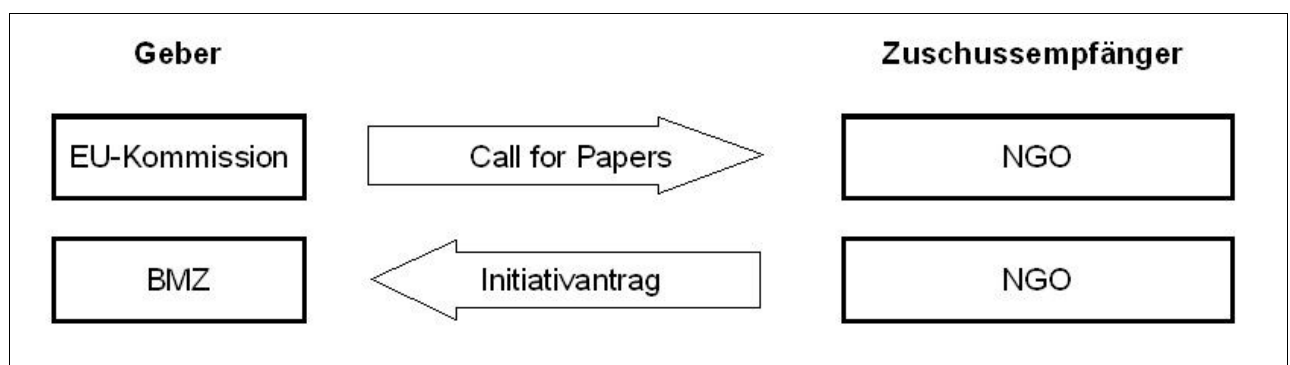 Geber Zuschussempfänger
EU-Kommission Call for Papers NGO
BMZ Initiativantrag NGO